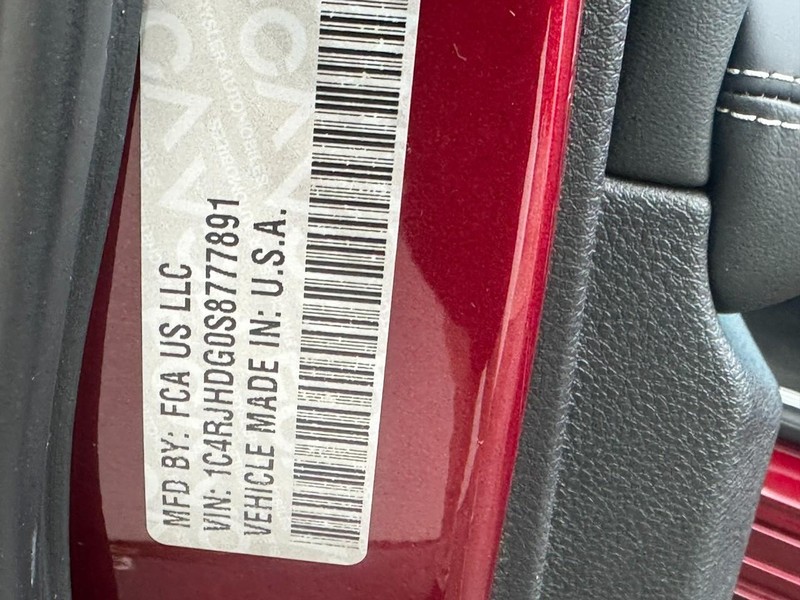 MFD BY: FCA US LLC
VIN: 1C4RJHDG0S8777891
VEHICLE MADE IN: U.S.A.